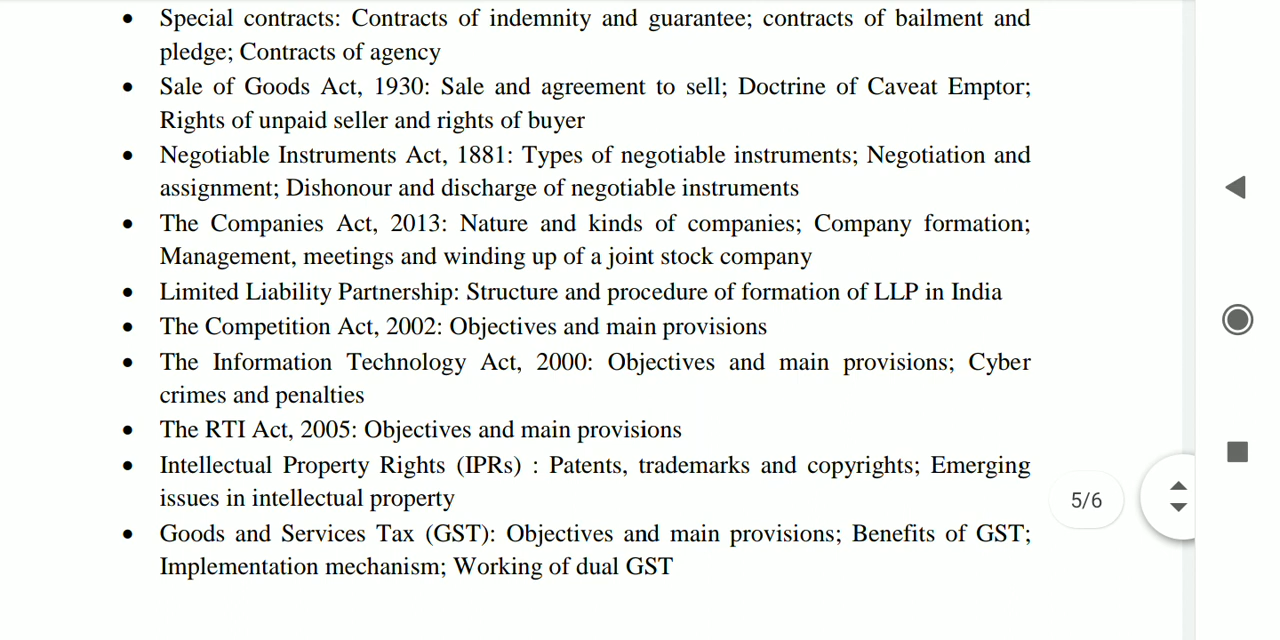 • Special contracts: Contracts of indemnity and guarantee; contracts of bailment and
pledge; Contracts of agency
• Sale of Goods Act, 1930: Sale and agreement to sell; Doctrine of Caveat Emptor;
Rights of unpaid seller and rights of buyer
• Negotiable Instruments Act, 1881: Types of negotiable instruments; Negotiation and
assignment; Dishonour and discharge of negotiable instruments
• The Companies Act, 2013: Nature and kinds of companies; Company formation;
Management, meetings and winding up of a joint stock company
• Limited Liability Partnership: Structure and procedure of formation of LLP in India
• The Competition Act, 2002: Objectives and main provisions
• The Information Technology Act, 2000: Objectives and main provisions; Cyber
crimes and penalties
• The RTI Act, 2005: Objectives and main provisions
• Intellectual Property Rights (IPRs) : Patents, trademarks and copyrights; Emerging
issues in intellectual property
• Goods and Services Tax (GST): Objectives and main provisions; Benefits of GST;
Implementation mechanism; Working of dual GST
5/6